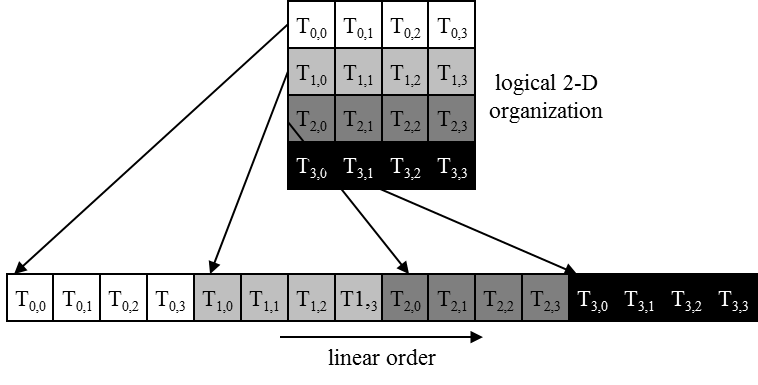 T0,0 T0,1 T0,2 T0,3
T1,0 T1,1 T1,2 T1,3
T2,0 T2,1 T2,2 T2,3
T3,0 T3,1 T3,2 T3,3
logical 2-D
organization
T0,0 T0,1 T0,2 T0,3 T1,0 T1,1 T1,2 T1,3 T2,0 T2,1 T2,2 T2,3 T3,0 T3,1 T3,2 T3,3
linear order